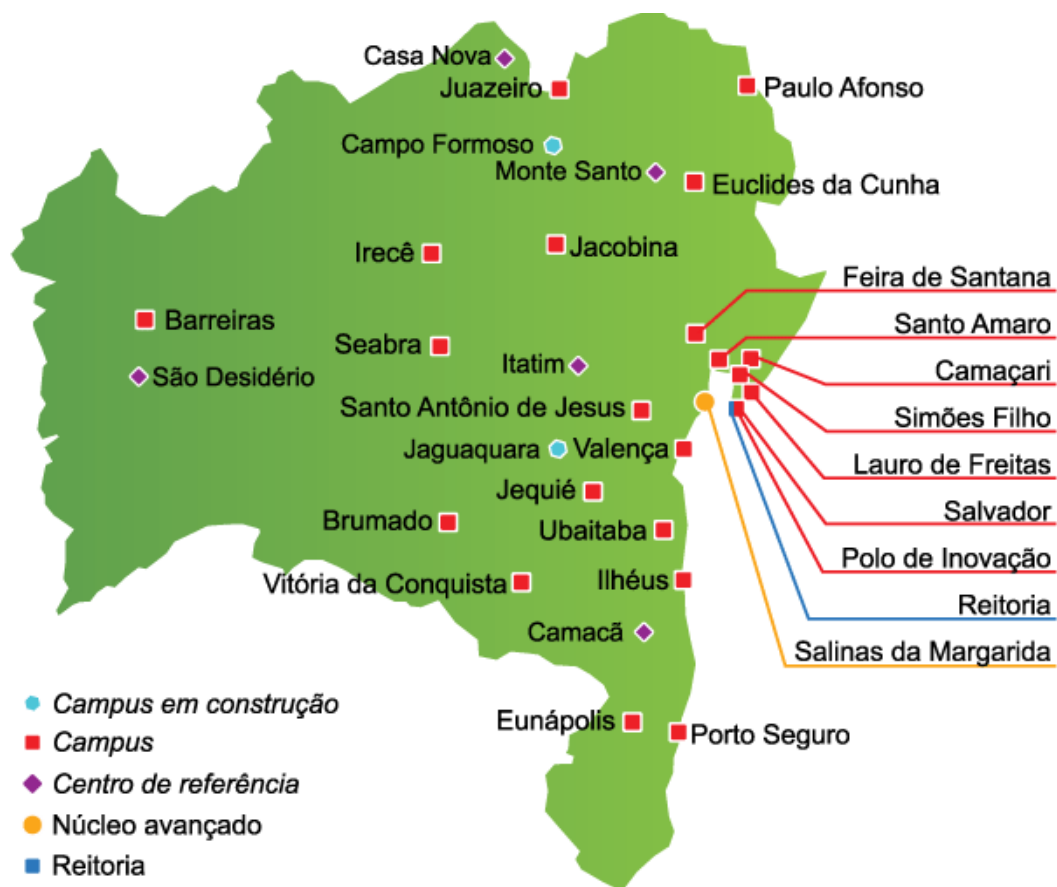 Casa Nova
Juazeiro
Paulo Afonso
Campo Formoso
Monte Santo
Euclides da Cunha
Irecê
Jacobina
Feira de Santana
Barreiras
Santo Amaro
Seabra
Itatim
Camaçari
São Desidério
Santo Antônio de Jesus
Simões Filho
Jaguaquara
Valença
Lauro de Freitas
Jequié
Salvador
Brumado
Ubaitaba
Polo de Inovação
Vitória da Conquista
Ilhéus
Reitoria
Camacã
Salinas da Margarida
Eunápolis
Porto Seguro
Campus em construção
Campus
Centro de referência
Núcleo avançado
Reitoria